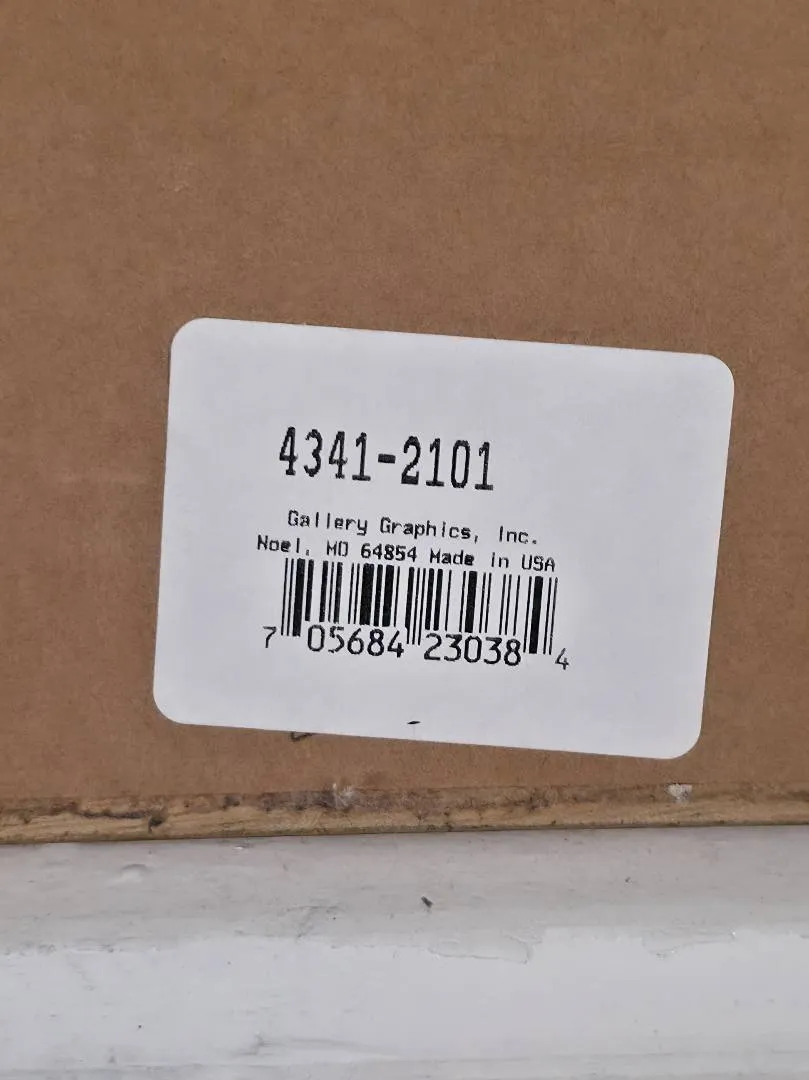 4341-2101
Gallery Graphics, Inc.
Noel, MO 64854 Made in USA
7 05684 23038 4